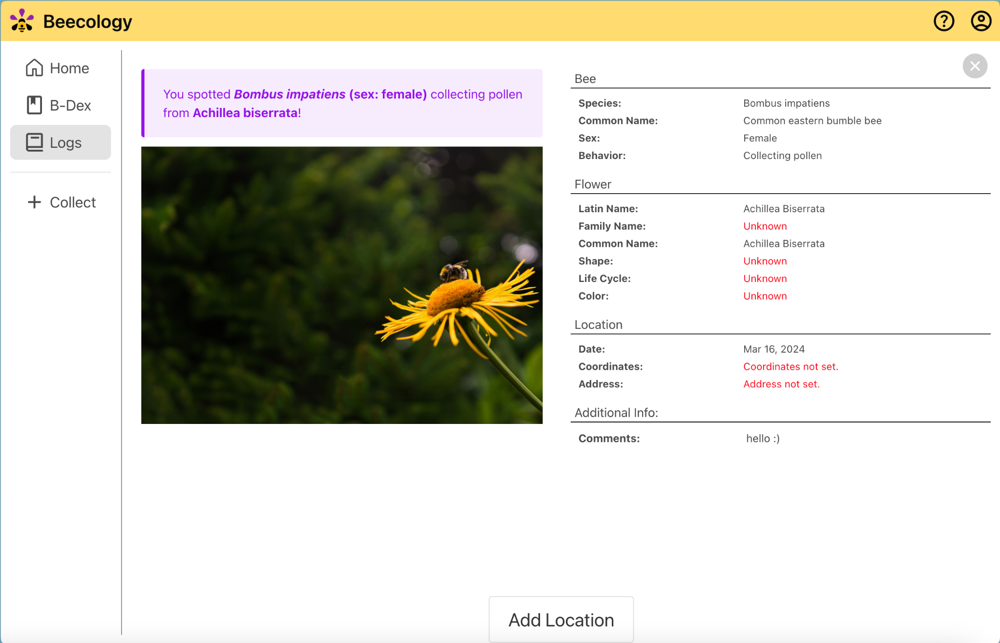 Beecology
Home
B-Dex
Logs
Collect
You spotted Bombus impatiens (sex: female) collecting pollen
from Achillea biserrata!
Bee
Species: Bombus impatiens
Common Name: Common eastern bumble bee
Sex: Female
Behavior: Collecting pollen
Flower
Latin Name: Achillea Biserrata
Family Name: Unknown
Common Name: Achillea Biserrata
Shape: Unknown
Life Cycle: Unknown
Color: Unknown
Location
Date: Mar 16, 2024
Coordinates: Coordinates not set.
Address: Address not set.
Additional Info:
Comments: hello :)
Add Location